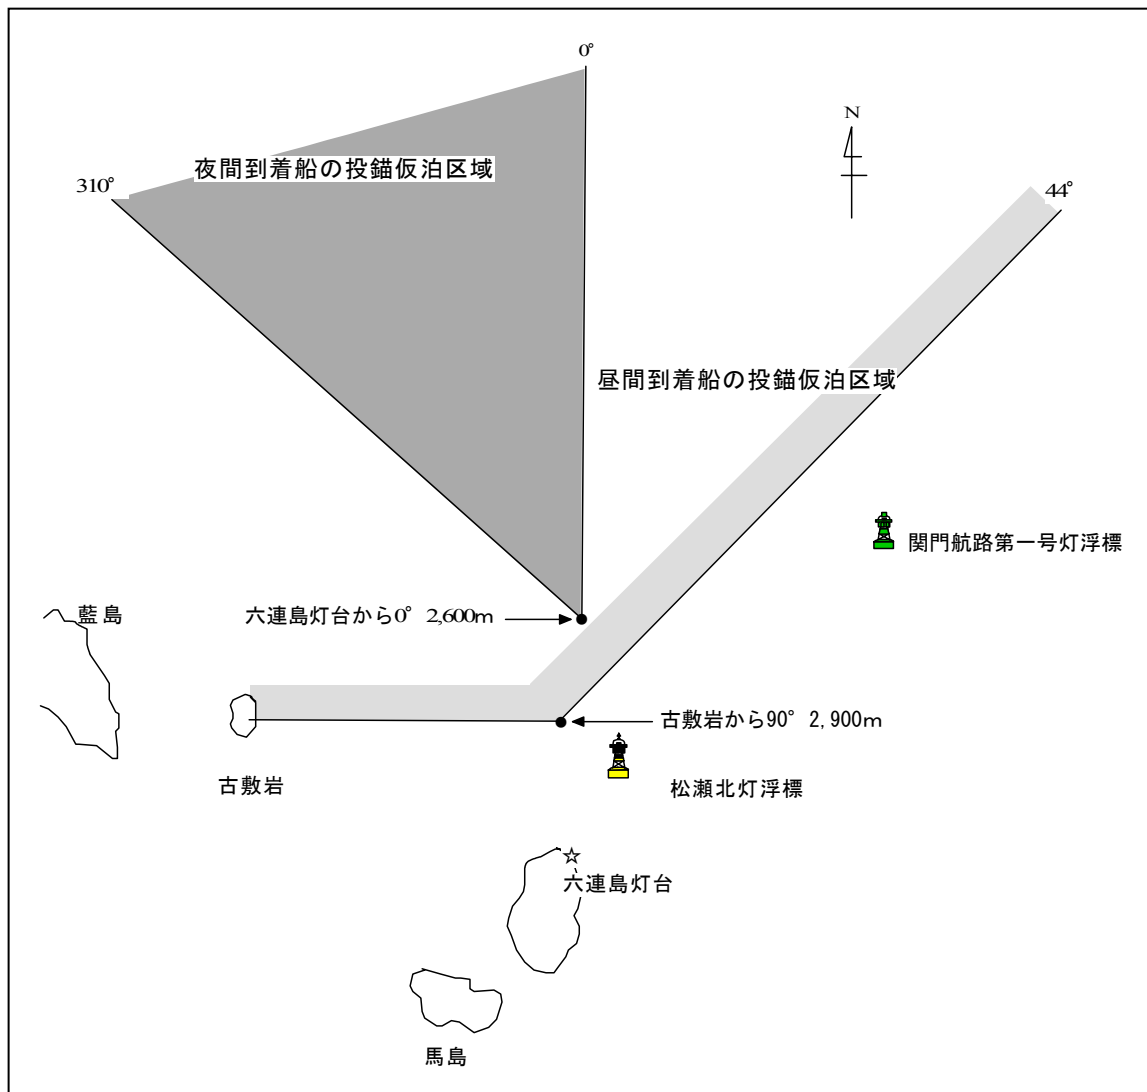 0°
N
夜間到着船の投錨仮泊区域
310°
44°
昼間到着船の投錨仮泊区域
関門航路第一号灯浮標
藍島
六連島灯台から0° 2,600m
古敷岩から90° 2,900m
古敷岩
松瀬北灯浮標
六連島灯台
馬島